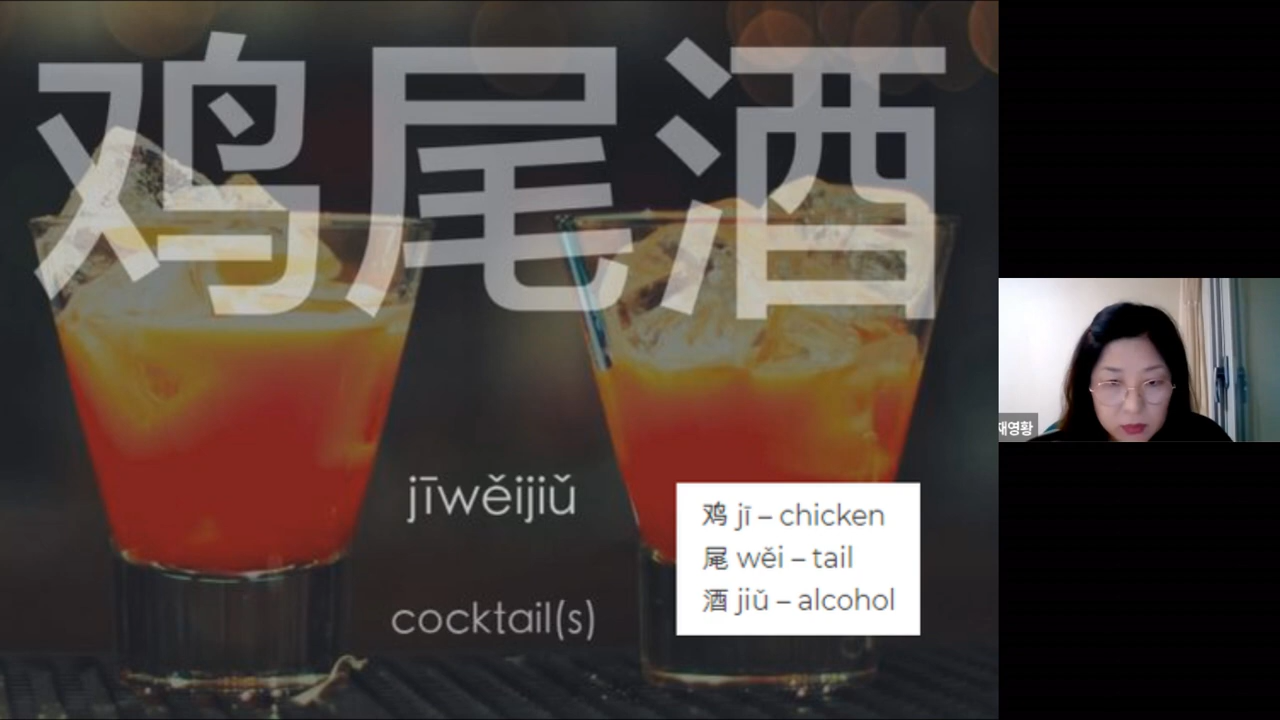 鸡尾酒
jīwěijiǔ
cocktail(s)
鸡 jī – chicken
尾 wěi – tail
酒 jiǔ – alcohol
재영황